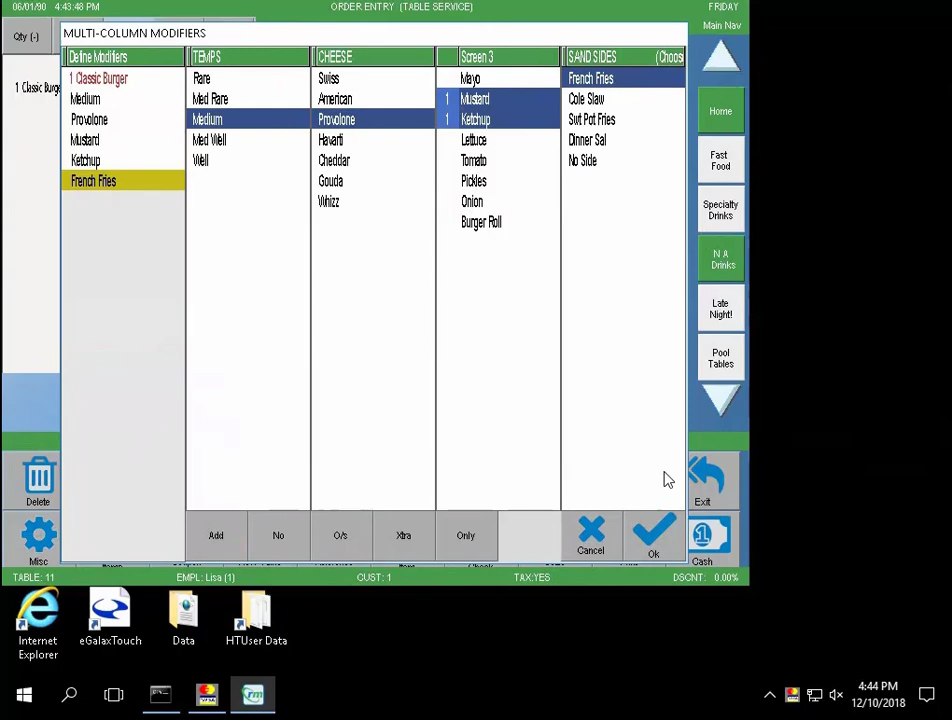 06/01/90 4:43:48 PM
ORDER ENTRY (TABLE SERVICE)
FRIDAY
Qty (-)
MULTI-COLUMN MODIFIERS
Main Nav
Define Modifiers
TEMPS
CHEESE
Screen 3
SAND SIDES (Choos
1 Classic Burge
1 Classic Burger
Medium
Provolone
Mustard
Ketchup
French Fries
Rare
Med Rare
Medium
Med Well
Well
Swiss
American
Provolone
Havarti
Cheddar
Gouda
Whizz
Mayo
1 Mustard
1 Ketchup
Lettuce
Tomato
Pickles
Onion
Burger Roll
French Fries
Cole Slaw
Swt Pot Fries
Dinner Sal
No Side
Home
Fast
Food
Specialty
Drinks
N A
Drinks
Late
Night!
Pool
Tables
Delete
Exit
Misc
Add
No
O/s
Xtra
Only
Cancel
Ok
1
Cash
TABLE: 11
EMPL: Lisa (1)
CUST: 1
TAX:YES
DSCNT: 0.00%
Internet
Explorer
eGalaxTouch
Data
HTUser Data
rm
4:44 PM
12/10/2018